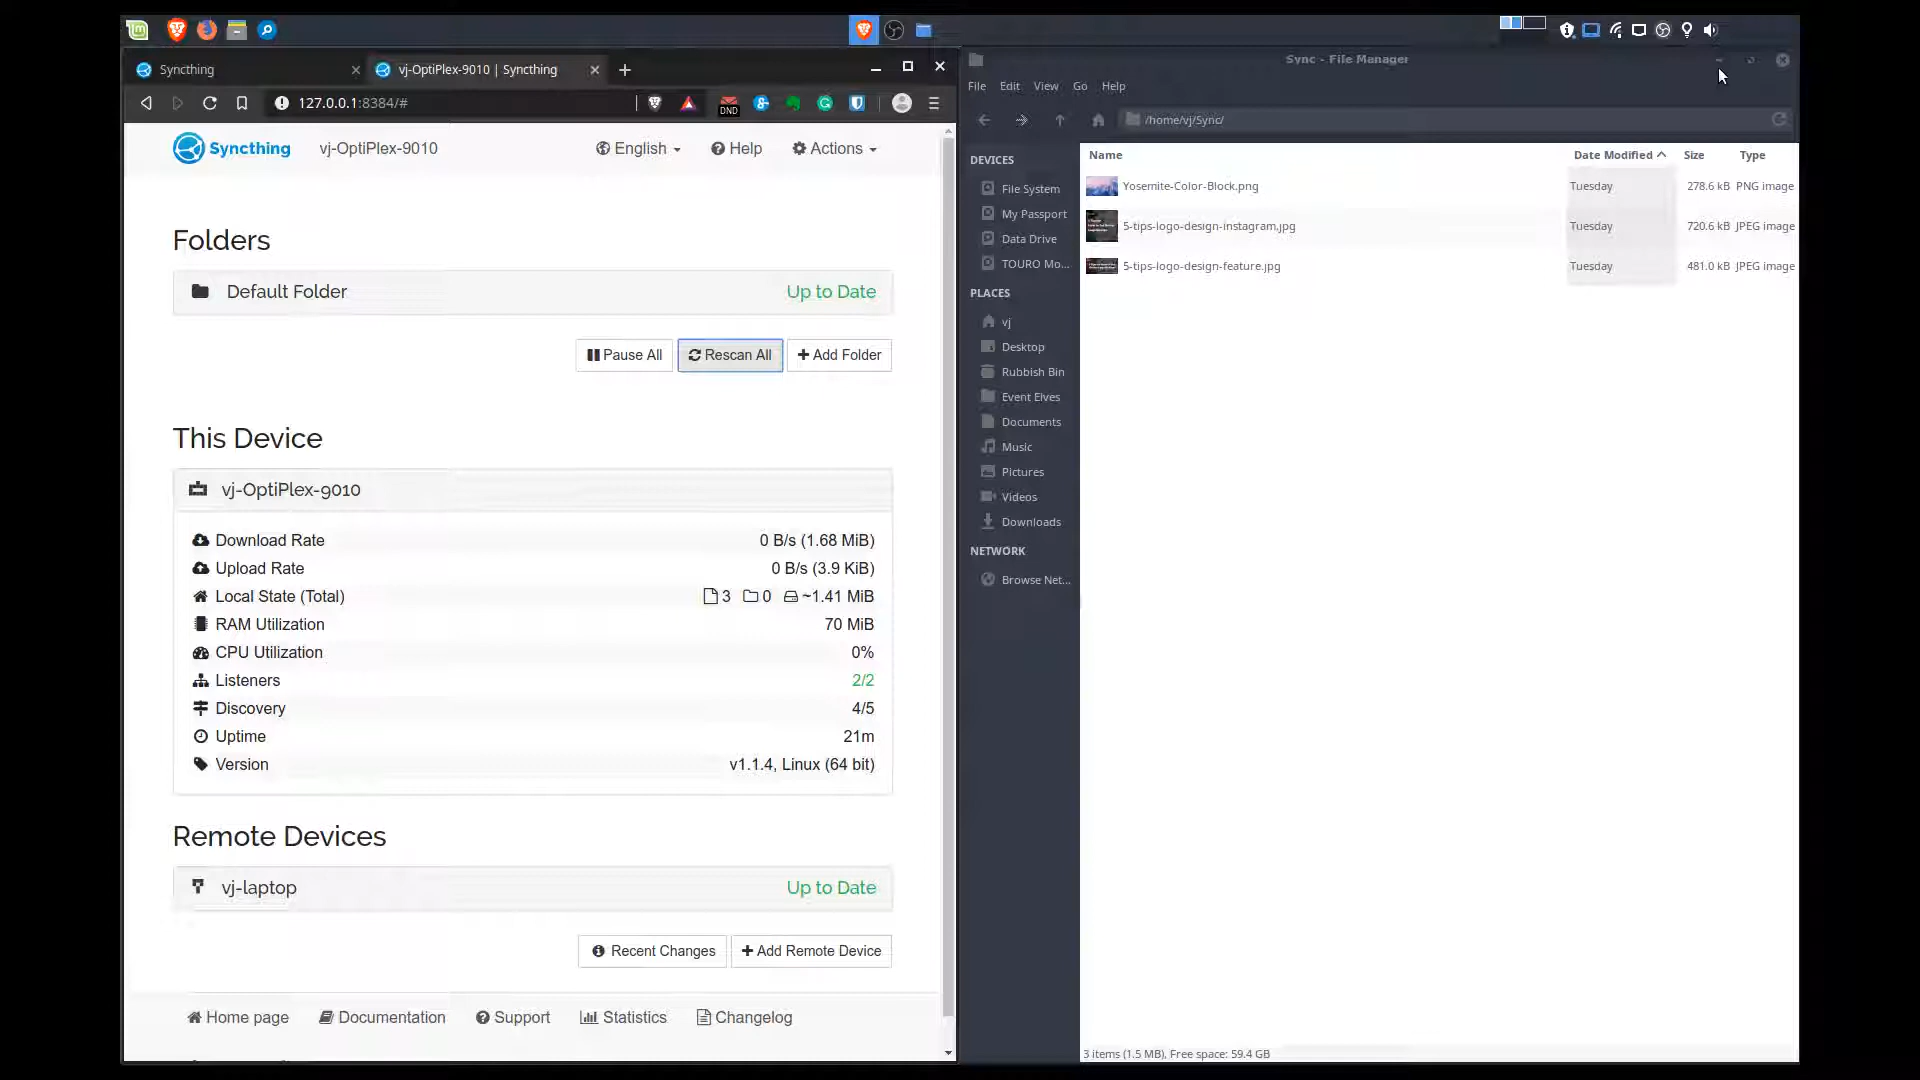 Syncthing
vj-OptiPlex-9010 | Syncthing
127.0.0.1:8384/#
DND
Syncthing
vj-OptiPlex-9010
English
Help
Actions
Folders
Default Folder
Up to Date
Pause All
Rescan All
Add Folder
This Device
vj-OptiPlex-9010
Download Rate
0 B/s (1.68 MiB)
Upload Rate
0 B/s (3.9 KiB)
Local State (Total)
3 0 ~1.41 MiB
RAM Utilization
70 MiB
CPU Utilization
0%
Listeners
2/2
Discovery
4/5
Uptime
21m
Version
v1.1.4, Linux (64 bit)
Remote Devices
vj-laptop
Up to Date
Recent Changes
Add Remote Device
Home page
Documentation
Support
Statistics
Changelog
Sync - File Manager
File Edit View Go Help
/home/vj/Sync/
DEVICES
File System
My Passport
Data Drive
TOURO Mo...
PLACES
vj
Desktop
Rubbish Bin
Event Elves
Documents
Music
Pictures
Videos
Downloads
NETWORK
Browse Net...
Name Date Modified Size Type
Yosemite-Color-Block.png Tuesday 278.6 kB PNG image
5-tips-logo-design-instagram.jpg Tuesday 720.6 kB JPEG image
5-tips-logo-design-feature.jpg Tuesday 481.0 kB JPEG image
3 items (1.5 MB), Free space: 59.4 GB